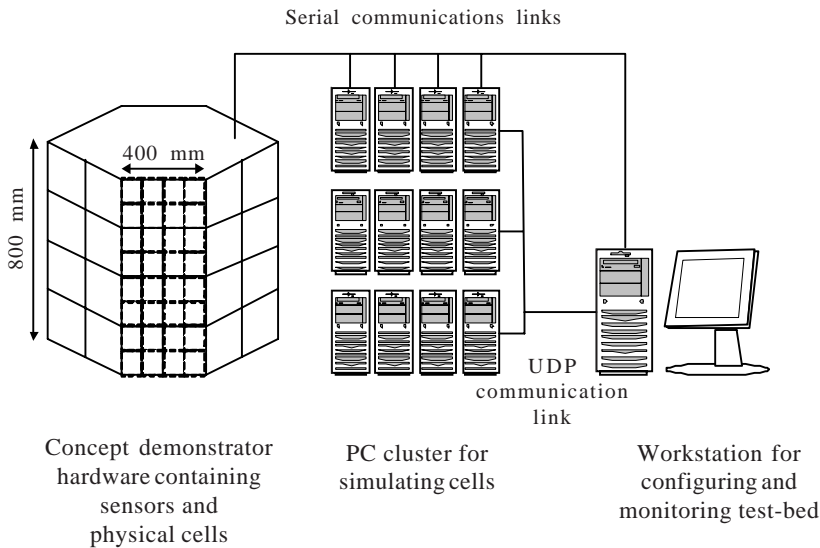 Serial communications links
400 mm
800 mm
UDP
communication
link
Concept demonstrator
hardware containing
sensors and
physical cells
PC cluster for
simulating cells
Workstation for
configuring and
monitoring test-bed